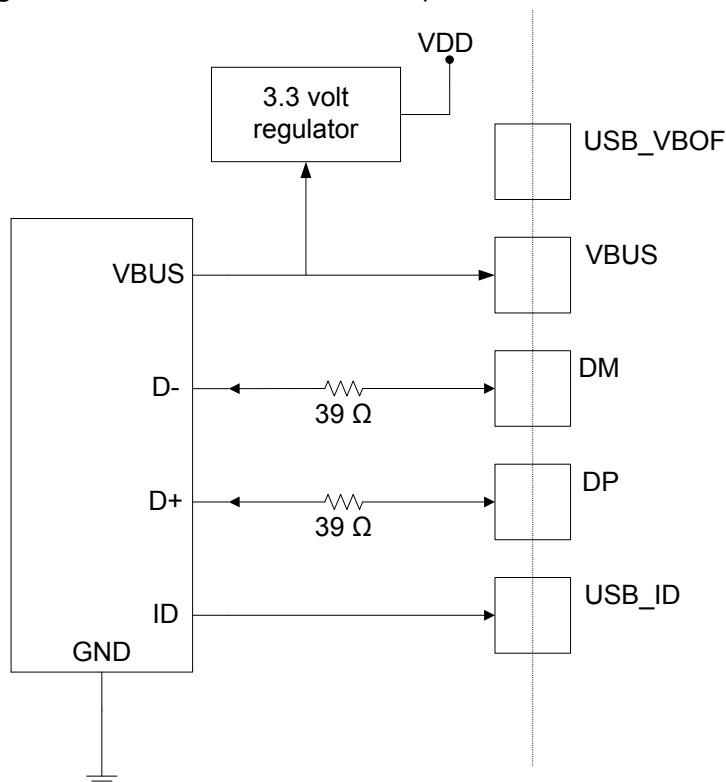 VDD
3.3 volt
regulator
USB_VBOF
VBUS
VBUS
D-
39 Ω
DM
D+
39 Ω
DP
ID
USB_ID
GND